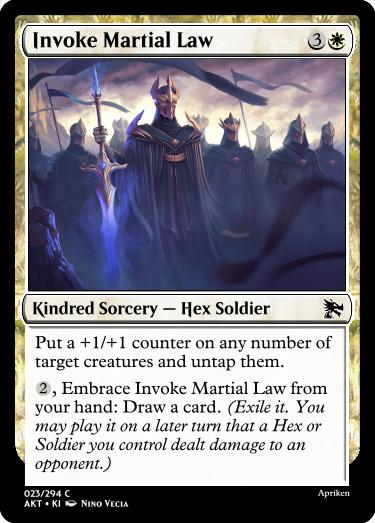 Invoke Martial Law 3
Kindred Sorcery — Hex Soldier
Put a +1/+1 counter on any number of
target creatures and untap them.
2, Embrace Invoke Martial Law from
your hand: Draw a card. (Exile it. You
may play it on a later turn that a Hex or
Soldier you control dealt damage to an
opponent.)
023/294 C
Apriken
AKT • KI Nino Vecia